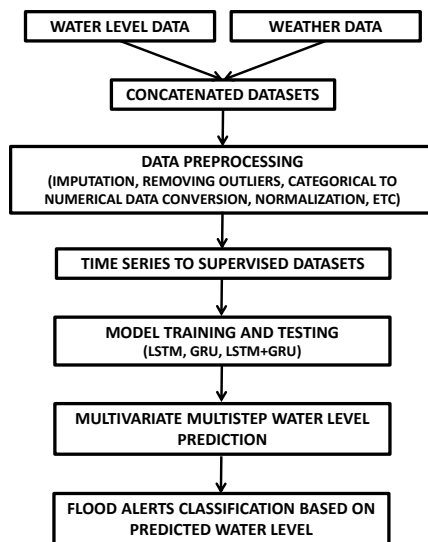 WATER LEVEL DATA
WEATHER DATA
CONCATENATED DATASETS
DATA PREPROCESSING
(IMPUTATION, REMOVING OUTLIERS, CATEGORICAL TO
NUMERICAL DATA CONVERSION, NORMALIZATION, ETC)
TIME SERIES TO SUPERVISED DATASETS
MODEL TRAINING AND TESTING
(LSTM, GRU, LSTM+GRU)
MULTIVARIATE MULTISTEP WATER LEVEL
PREDICTION
FLOOD ALERTS CLASSIFICATION BASED ON
PREDICTED WATER LEVEL